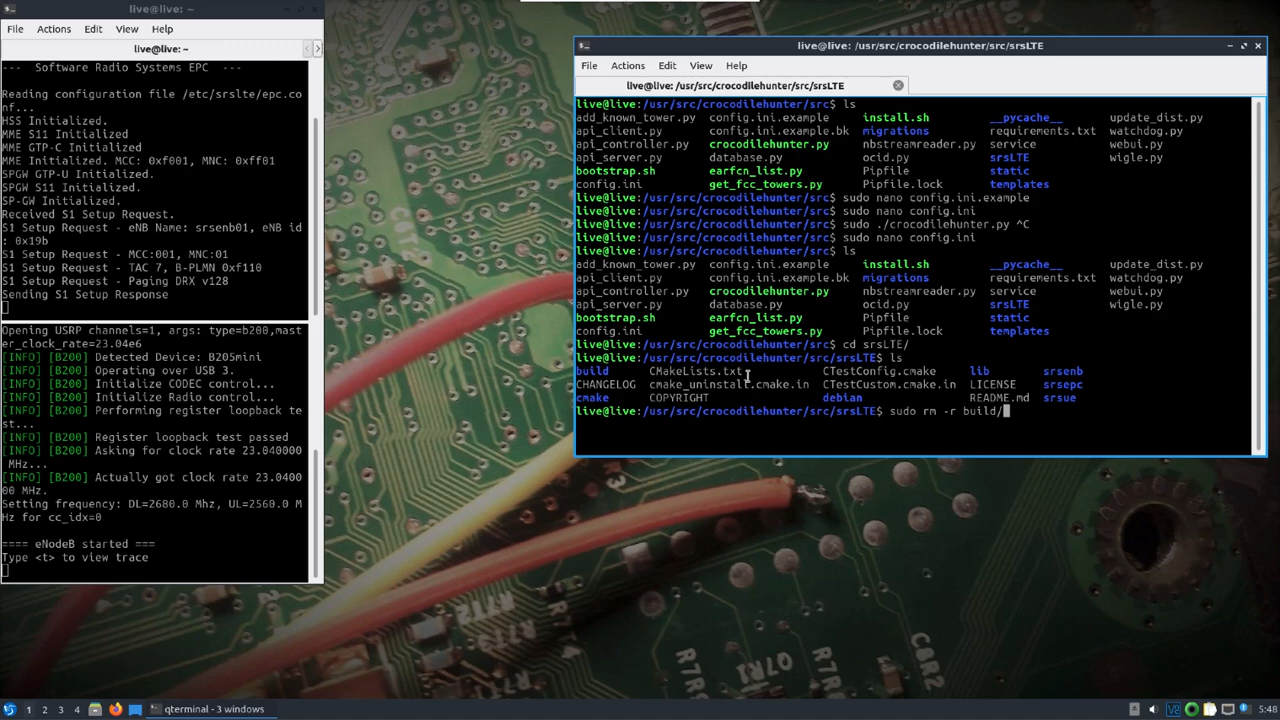 live@live: ~
File Actions Edit View Help
live@live: ~
--- Software Radio Systems EPC ---
Reading configuration file /etc/srslte/epc.co
nf...
HSS Initialized.
MME S11 Initialized
MME GTP-C Initialized
MME Initialized. MCC: 0xf001, MNC: 0xff01
SPGW GTP-U Initialized.
SPGW S11 Initialized.
SP-GW Initialized.
Received S1 Setup Request.
S1 Setup Request - eNB Name: srsenb01, eNB id
: 0x19b
S1 Setup Request - MCC:001, MNC:01
S1 Setup Request - TAC 7, B-PLMN 0xf110
S1 Setup Request - Paging DRX v128
Sending S1 Setup Response
Opening USRP channels=1, args: type=b200,mast
er_clock_rate=23.04e6
[INFO] [B200] Detected Device: B205mini
[INFO] [B200] Operating over USB 3.
[INFO] [B200] Initialize CODEC control...
[INFO] [B200] Initialize Radio control...
[INFO] [B200] Performing register loopback te
st...
[INFO] [B200] Register loopback test passed
[INFO] [B200] Asking for clock rate 23.040000
MHz...
[INFO] [B200] Actually got clock rate 23.0400
00 MHz.
Setting frequency: DL=2680.0 Mhz, UL=2560.0 M
Hz for cc_idx=0
==== eNodeB started ===
Type <t> to view trace
live@live: /usr/src/crocodilehunter/src/srsLTE
File Actions Edit View Help
live@live: /usr/src/crocodilehunter/src/srsLTE
live@live:/usr/src/crocodilehunter/src$ ls
add_known_tower.py config.ini.example install.sh __pycache__ update_dist.py
api_client.py config.ini.example.bk migrations requirements.txt watchdog.py
api_controller.py crocodilehunter.py nbstreamreader.py service webui.py
api_server.py database.py ocid.py srsLTE wigle.py
bootstrap.sh earfcn_list.py Pipfile static
config.ini get_fcc_towers.py Pipfile.lock templates
live@live:/usr/src/crocodilehunter/src$ sudo nano config.ini.example
live@live:/usr/src/crocodilehunter/src$ sudo nano config.ini
live@live:/usr/src/crocodilehunter/src$ sudo ./crocodilehunter.py ^C
live@live:/usr/src/crocodilehunter/src$ sudo nano config.ini
live@live:/usr/src/crocodilehunter/src$ ls
add_known_tower.py config.ini.example install.sh __pycache__ update_dist.py
api_client.py config.ini.example.bk migrations requirements.txt watchdog.py
api_controller.py crocodilehunter.py nbstreamreader.py service webui.py
api_server.py database.py ocid.py srsLTE wigle.py
bootstrap.sh earfcn_list.py Pipfile static
config.ini get_fcc_towers.py Pipfile.lock templates
live@live:/usr/src/crocodilehunter/src$ cd srsLTE/
live@live:/usr/src/crocodilehunter/src/srsLTE$ ls
build CMakeLists.txt CTestConfig.cmake lib srsenb
CHANGELOG cmake_uninstall.cmake.in CTestCustom.cmake.in LICENSE srsepc
cmake COPYRIGHT debian README.md srsue
live@live:/usr/src/crocodilehunter/src/srsLTE$ sudo rm -r build/
1 2 3 4 qterminal - 3 windows 5:48